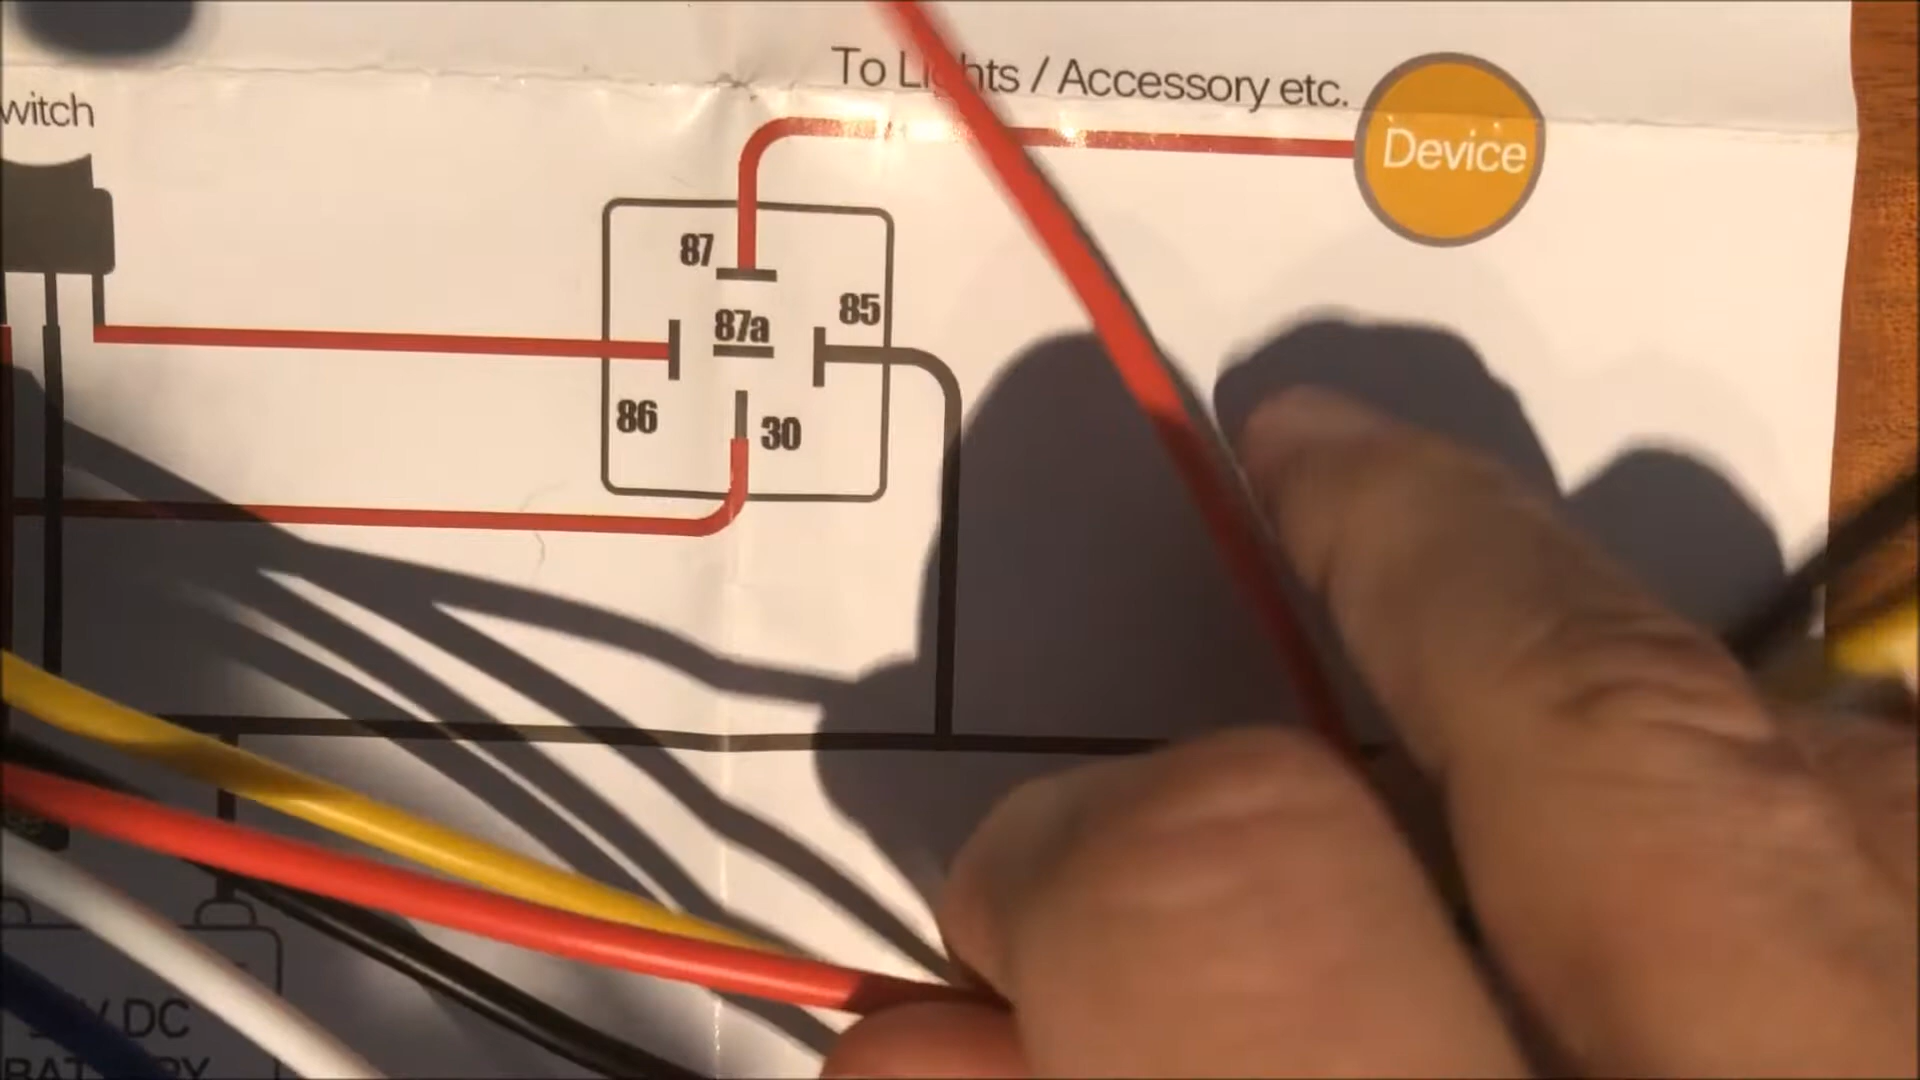 To Lights / Accessory etc.
witch
Device
87
85
87a
86
30
DC